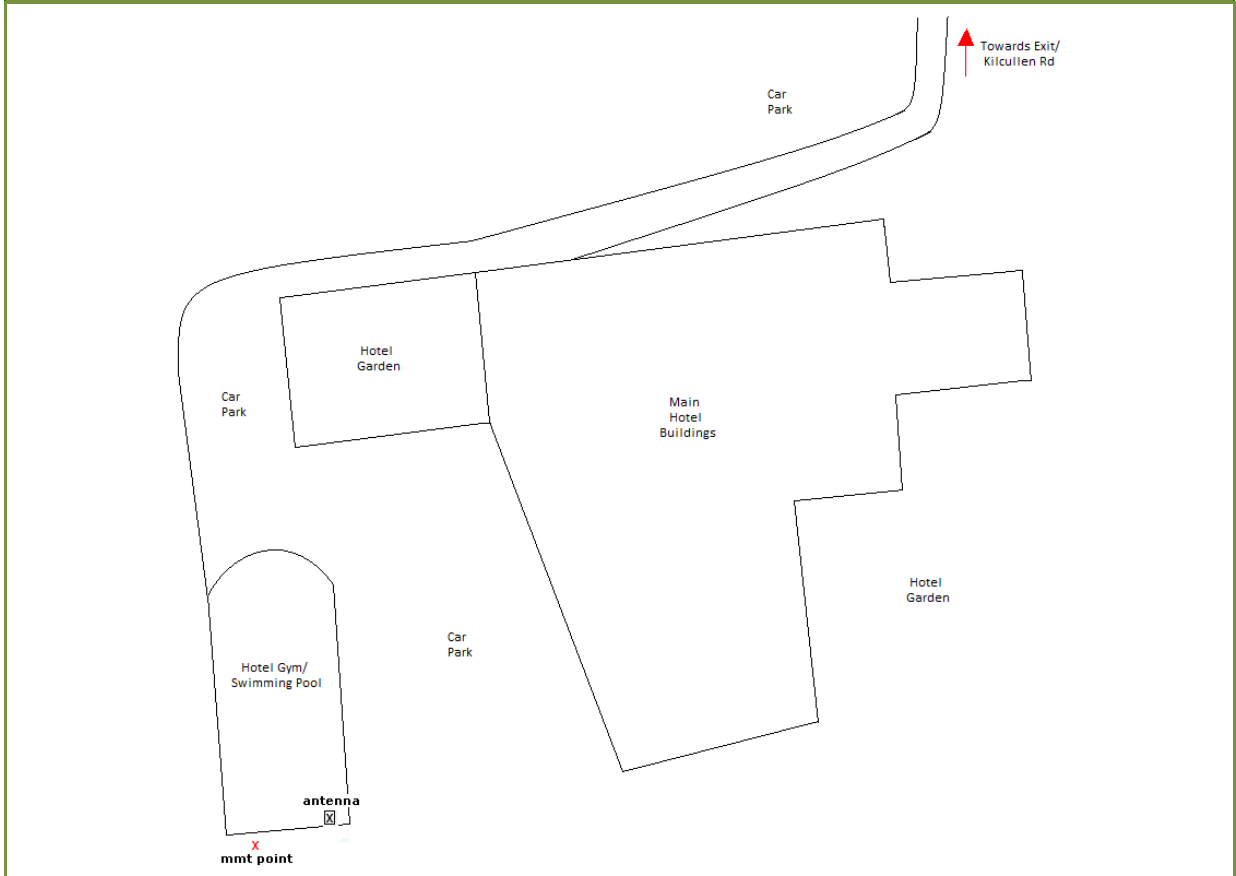 Towards Exit/
Kilcullen Rd
Car
Park
Hotel
Garden
Car
Park
Main
Hotel
Buildings
Hotel
Garden
Car
Park
Hotel Gym/
Swimming Pool
antenna
X
X
mmt point